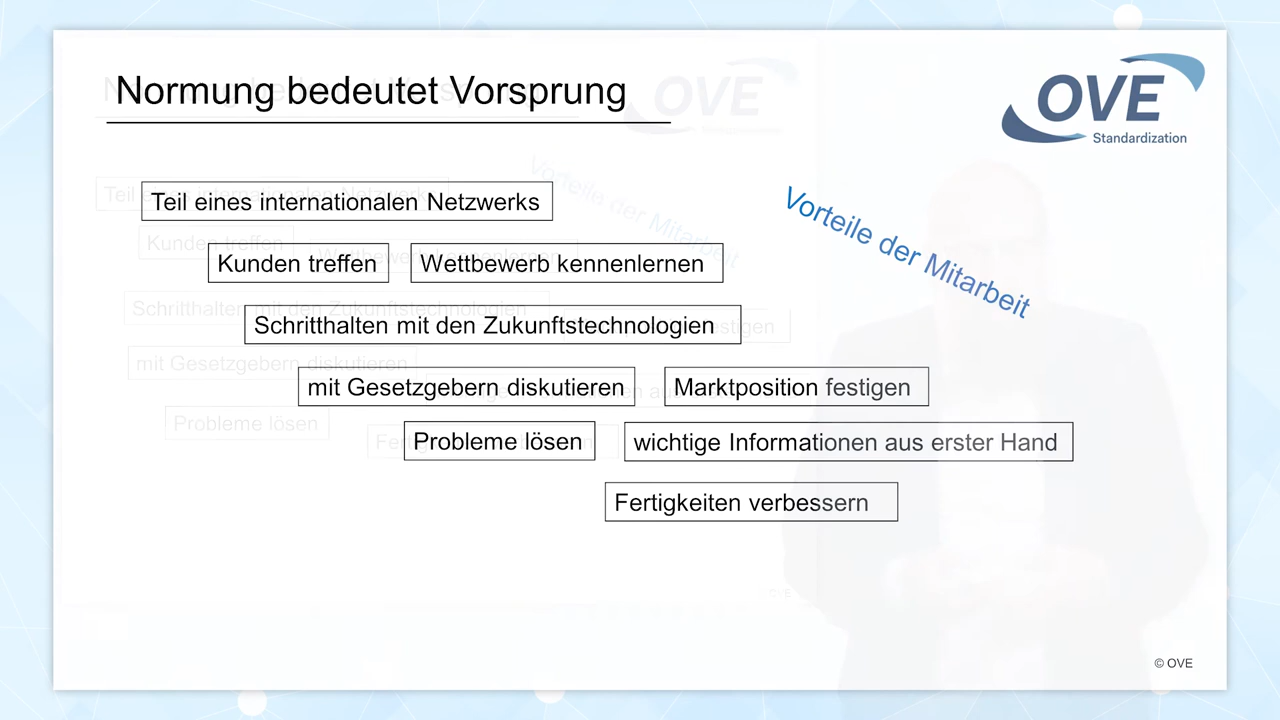 Normung bedeutet Vorsprung
OVE
Standardization
Vorteile der Mitarbeit
Teil eines internationalen Netzwerks
Kunden treffen
Wettbewerb kennenlernen
Schritthalten mit den Zukunftstechnologien
mit Gesetzgebern diskutieren
Marktposition festigen
Probleme lösen
wichtige Informationen aus erster Hand
Fertigkeiten verbessern
© OVE